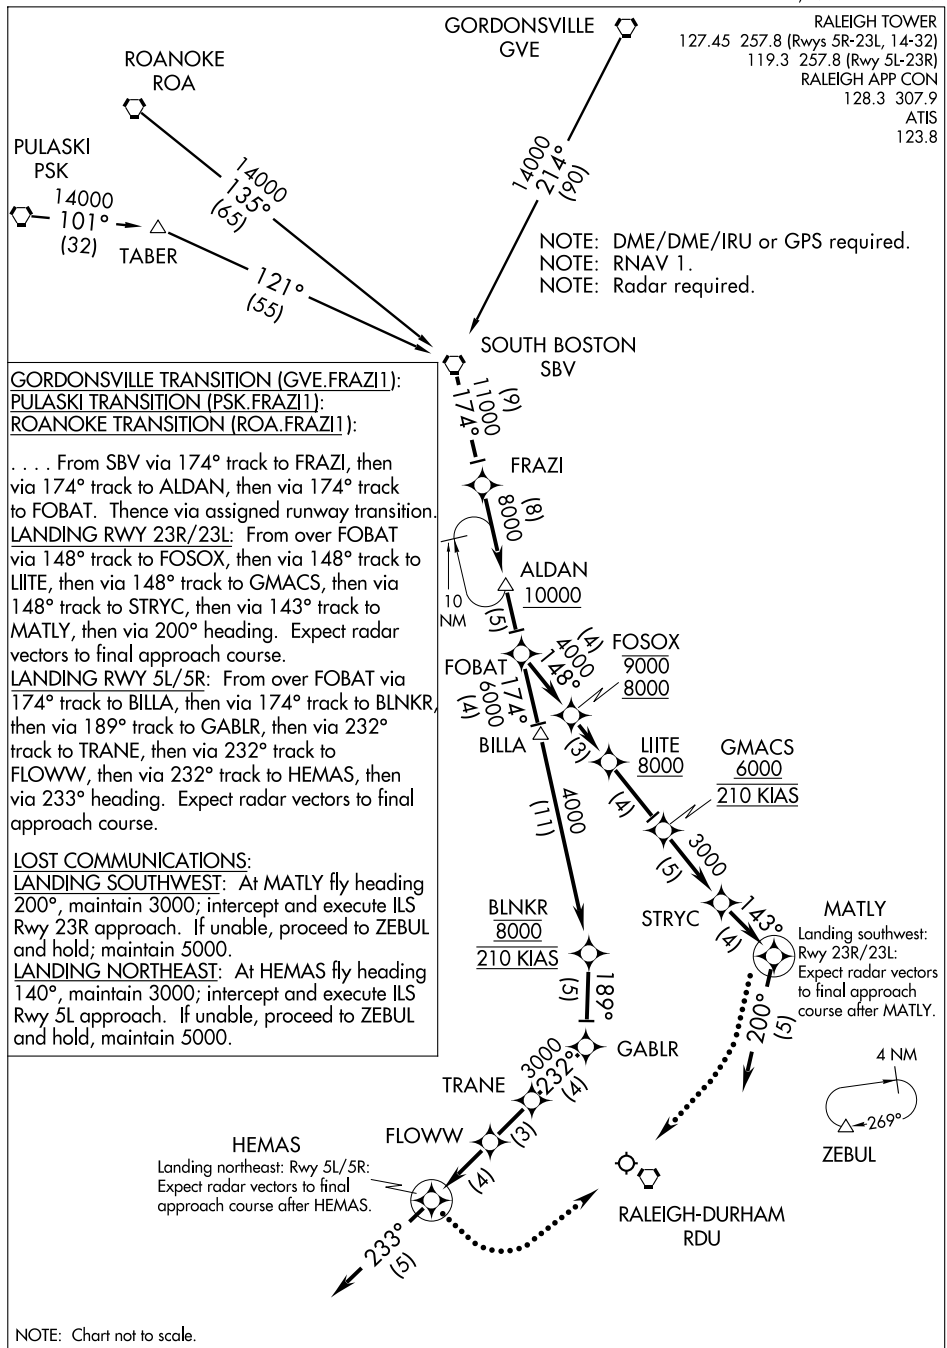 GORDONSVILLE
GVE
RALEIGH TOWER
127.45 257.8 (Rwys 5R-23L, 14-32)
119.3 257.8 (Rwy 5L-23R)
RALEIGH APP CON
128.3 307.9
ATIS
123.8
ROANOKE
ROA
PULASKI
PSK
14000
101°
(32)
TABER
14000
135°
(65)
14000
214°
(90)
121°
(55)
NOTE: DME/DME/IRU or GPS required.
NOTE: RNAV 1.
NOTE: Radar required.
SOUTH BOSTON
SBV
GORDONSVILLE TRANSITION (GVE.FRAZI1):
PULASKI TRANSITION (PSK.FRAZI1):
ROANOKE TRANSITION (ROA.FRAZI1):
. . . . From SBV via 174° track to FRAZI, then
via 174° track to ALDAN, then via 174° track
to FOBAT. Thence via assigned runway transition.
LANDING RWY 23R/23L: From over FOBAT
via 148° track to FOSOX, then via 148° track to
LIITE, then via 148° track to GMACS, then via
148° track to STRYC, then via 143° track to
MATLY, then via 200° heading. Expect radar
vectors to final approach course.
LANDING RWY 5L/5R: From over FOBAT via
174° track to BILLA, then via 174° track to BLNKR,
then via 189° track to GABLR, then via 232°
track to TRANE, then via 232° track to
FLOWW, then via 232° track to HEMAS, then
via 233° heading. Expect radar vectors to final
approach course.
LOST COMMUNICATIONS:
LANDING SOUTHWEST: At MATLY fly heading
200°, maintain 3000; intercept and execute ILS
Rwy 23R approach. If unable, proceed to ZEBUL
and hold; maintain 5000.
LANDING NORTHEAST: At HEMAS fly heading
140°, maintain 3000; intercept and execute ILS
Rwy 5L approach. If unable, proceed to ZEBUL
and hold, maintain 5000.
(9)
11000
174°
FRAZI
(8)
8000
ALDAN
10000
10
NM
(5)
FOBAT
(4)
4000
148°
FOSOX
9000
8000
174°
6000
(4)
BILLA
(3)
LIITE
8000
GMACS
6000
210 KIAS
(4)
4000
(11)
3000
(5)
BLNKR
8000
210 KIAS
STRYC
143°
(4)
MATLY
Landing southwest:
Rwy 23R/23L:
Expect radar vectors
to final approach
course after MATLY.
189°
(5)
200°
(5)
GABLR
3000
232°
(4)
TRANE
4 NM
269°
ZEBUL
FLOWW
(3)
HEMAS
Landing northeast: Rwy 5L/5R:
Expect radar vectors to final
approach course after HEMAS.
(4)
233°
(5)
RALEIGH-DURHAM
RDU
NOTE: Chart not to scale.